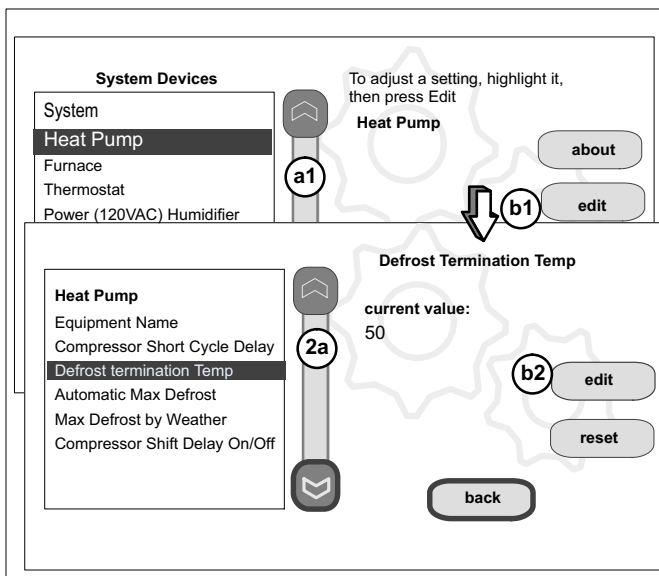 System Devices
System
Heat Pump
Furnace
Thermostat
Power (120VAC) Humidifier
a1
To adjust a setting, highlight it,
then press Edit
Heat Pump
about
b1
edit
Heat Pump
Equipment Name
Compressor Short Cycle Delay
Defrost termination Temp
Automatic Max Defrost
Max Defrost by Weather
Compressor Shift Delay On/Off
2a
Defrost Termination Temp
current value:
50
b2
edit
reset
back